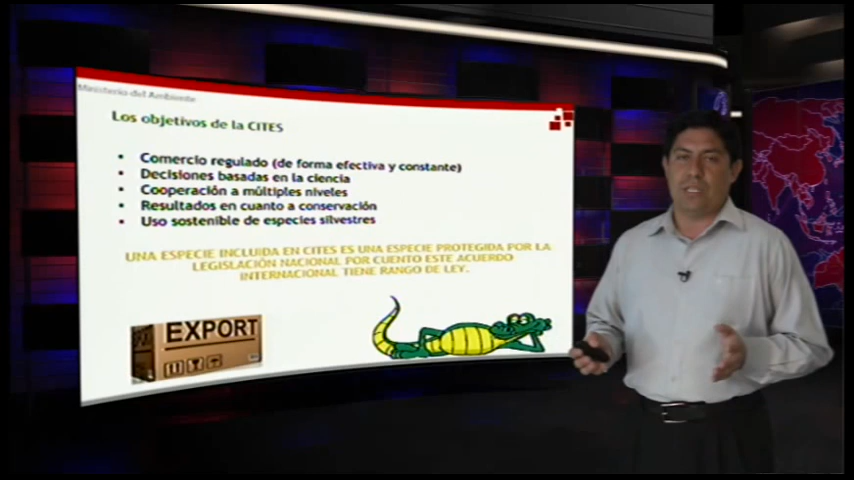 Ministerio del Ambiente
Los objetivos de la CITES
• Comercio regulado (de forma efectiva y constante)
• Decisiones basadas en la ciencia
• Cooperación a múltiples niveles
• Resultados en cuanto a conservación
• Uso sostenible de especies silvestres
UNA ESPECIE INCLUIDA EN CITES ES UNA ESPECIE PROTEGIDA POR LA
LEGISLACIÓN NACIONAL POR CUENTO ESTE ACUERDO
INTERNACIONAL TIENE RANGO DE LEY.
EXPORT